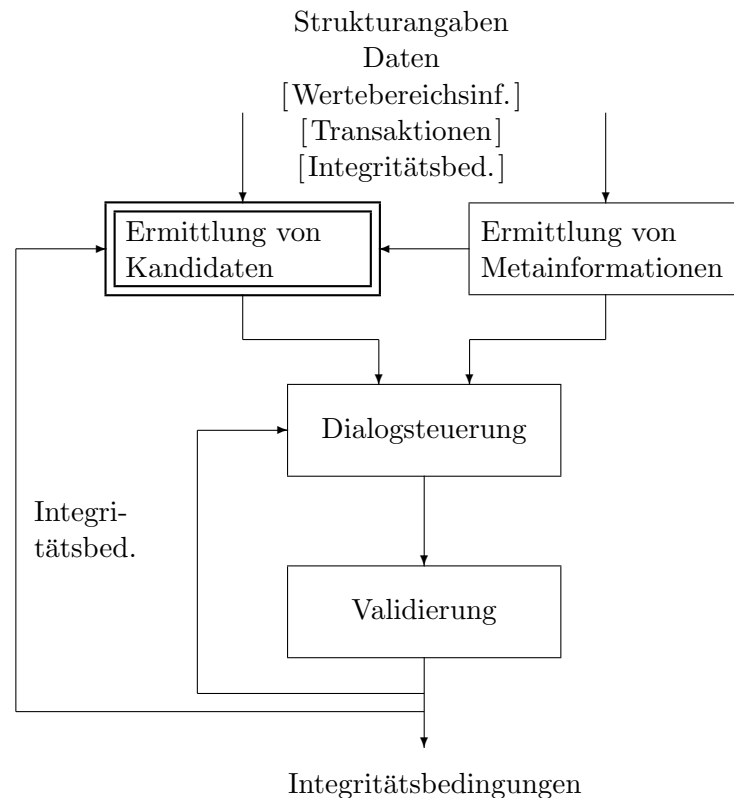 Strukturangaben
Daten
[Wertebereichsinf.]
[Transaktionen]
[Integritätsbed.]
Ermittlung von
Kandidaten
Ermittlung von
Metainformationen
Dialogsteuerung
Integri-
tätsbed.
Validierung
Integritätsbedingungen